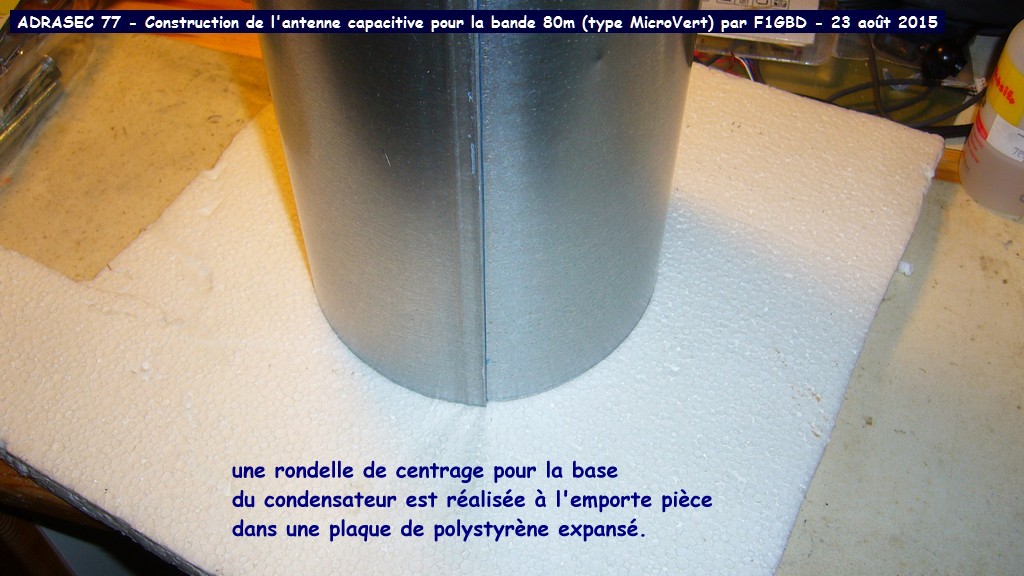 ADRASEC 77 - Construction de l'antenne capacitive pour la bande 80m (type MicroVert) par F1GBD - 23 août 2015
une rondelle de centrage pour la base
du condensateur est réalisée à l'emporte pièce
dans une plaque de polystyrène expansé.